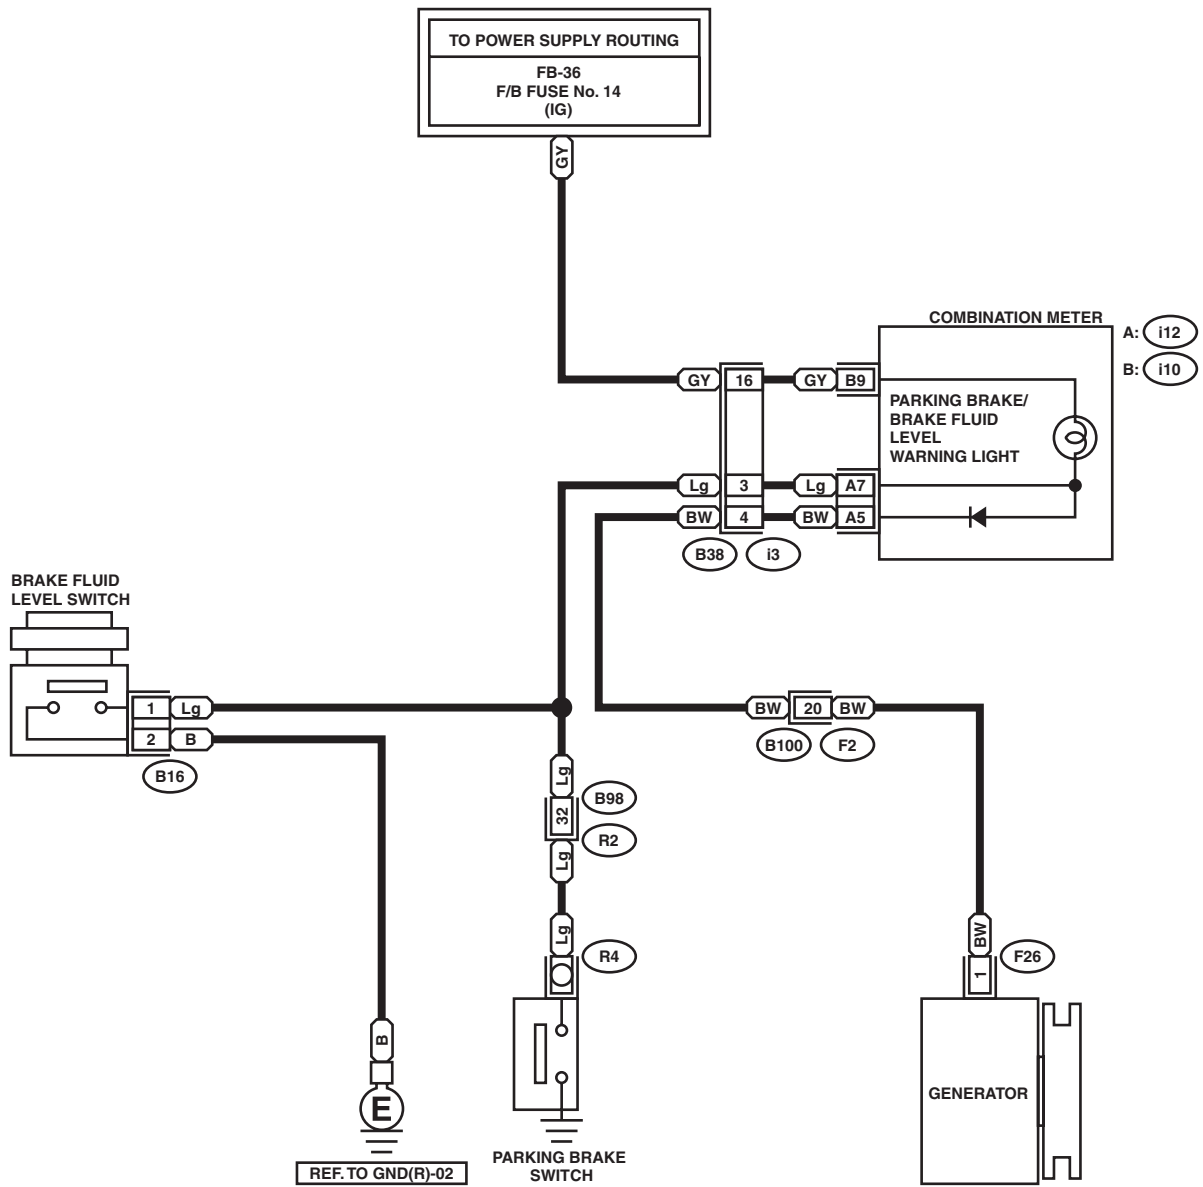 TO POWER SUPPLY ROUTING
FB-36
F/B FUSE No. 14
(IG)
GY
COMBINATION METER
A: i12
B: i10
GY 16 GY B9
PARKING BRAKE/
BRAKE FLUID
LEVEL
WARNING LIGHT
Lg 3 Lg A7
BW 4 BW A5
B38 i3
BRAKE FLUID
LEVEL SWITCH
1 Lg
2 B
B16
BW 20 BW
B100 F2
Lg
B98
32
R2
Lg
Lg
R4
BW
F26
1
B
E
REF. TO GND(R)-02
PARKING BRAKE
SWITCH
GENERATOR